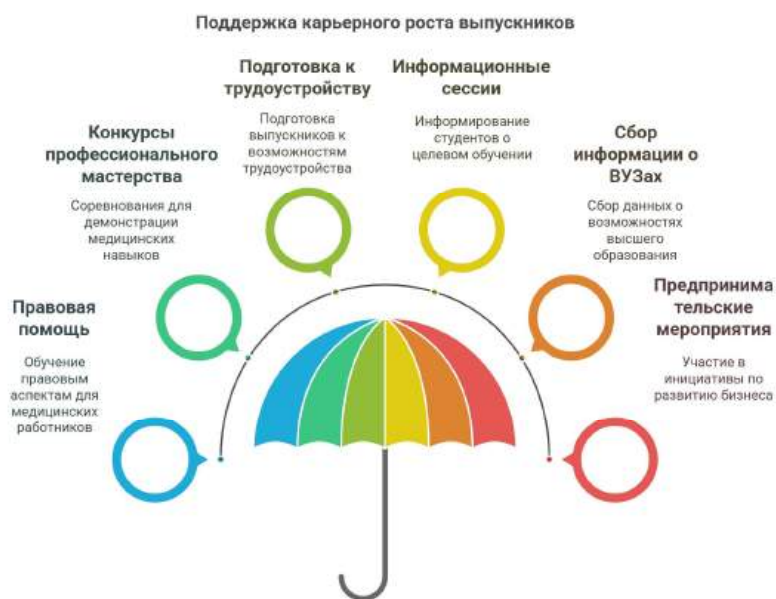 Поддержка карьерного роста выпускников
Правовая
помощь
Обучение
правовым
аспектам для
медицинских
работников
Конкурсы
профессионального
мастерства
Соревнования для
демонстрации
медицинских
навыков
Подготовка к
трудоустройству
Подготовка
выпускников к
возможностям
трудоустройства
Информационные
сессии
Информирование
студентов о
целевом обучении
Сбор
информации о
ВУЗах
Сбор данных о
возможностях
высшего
образования
Предпринима
тельские
мероприятия
Участие в
инициативы по
развитию бизнеса